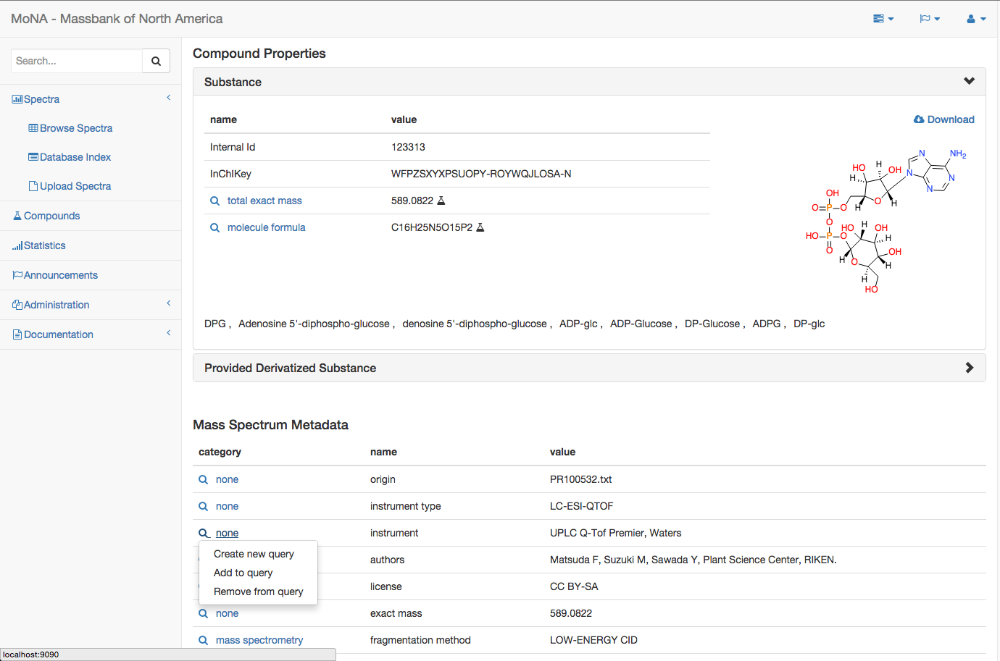 MoNA - Massbank of North America
Search...
Spectra
Browse Spectra
Database Index
Upload Spectra
Compounds
Statistics
Announcements
Administration
Documentation
Compound Properties
Substance
name value
Download
Internal Id 123313
InChIKey WFPZSXYXPSUOPY-ROYWQJLOSA-N
total exact mass 589.0822
molecule formula C16H25N5O15P2
N NH2
HO H OH N N
H N
OH O H H
O P O
O HO H OH
HO P O H
O H O OH
H H
HO
DPG , Adenosine 5'-diphospho-glucose , denosine 5'-diphospho-glucose , ADP-glc , ADP-Glucose , DP-Glucose , ADPG , DP-glc
Provided Derivatized Substance
Mass Spectrum Metadata
category name value
none origin PR100532.txt
none instrument type LC-ESI-QTOF
none instrument UPLC Q-Tof Premier, Waters
Create new query
authors Matsuda F, Suzuki M, Sawada Y, Plant Science Center, RIKEN.
Add to query
license CC BY-SA
Remove from query
none exact mass 589.0822
mass spectrometry fragmentation method LOW-ENERGY CID
localhost:9090